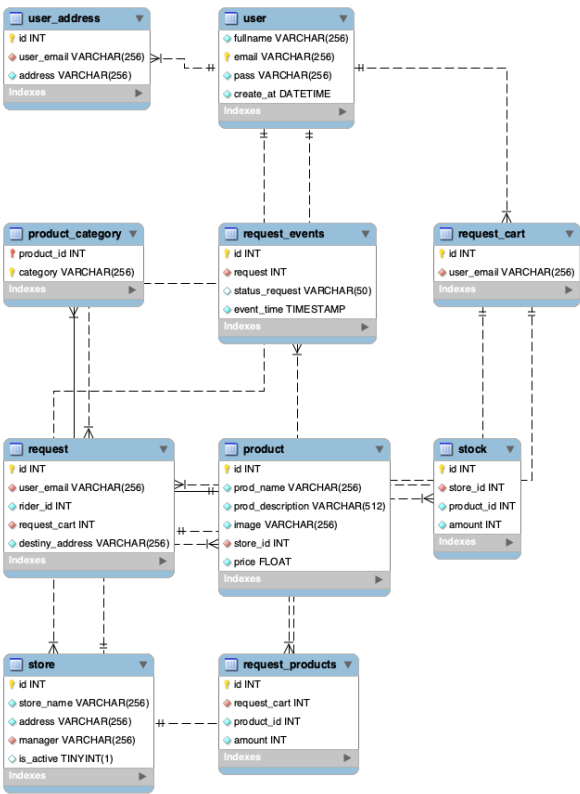 user_address
id INT
user_email VARCHAR(256)
address VARCHAR(256)
Indexes
user
fullname VARCHAR(256)
email VARCHAR(256)
pass VARCHAR(256)
create_at DATETIME
Indexes
product_category
product_id INT
category VARCHAR(256)
Indexes
request_events
id INT
request INT
status_request VARCHAR(50)
event_time TIMESTAMP
Indexes
request_cart
id INT
user_email VARCHAR(256)
Indexes
request
id INT
user_email VARCHAR(256)
rider_id INT
request_cart INT
destiny_address VARCHAR(256)
Indexes
product
id INT
prod_name VARCHAR(256)
prod_description VARCHAR(512)
image VARCHAR(256)
store_id INT
price FLOAT
Indexes
stock
id INT
store_id INT
product_id INT
amount INT
Indexes
store
id INT
store_name VARCHAR(256)
address VARCHAR(256)
manager VARCHAR(256)
is_active TINYINT(1)
Indexes
request_products
id INT
request_cart INT
product_id INT
amount INT
Indexes